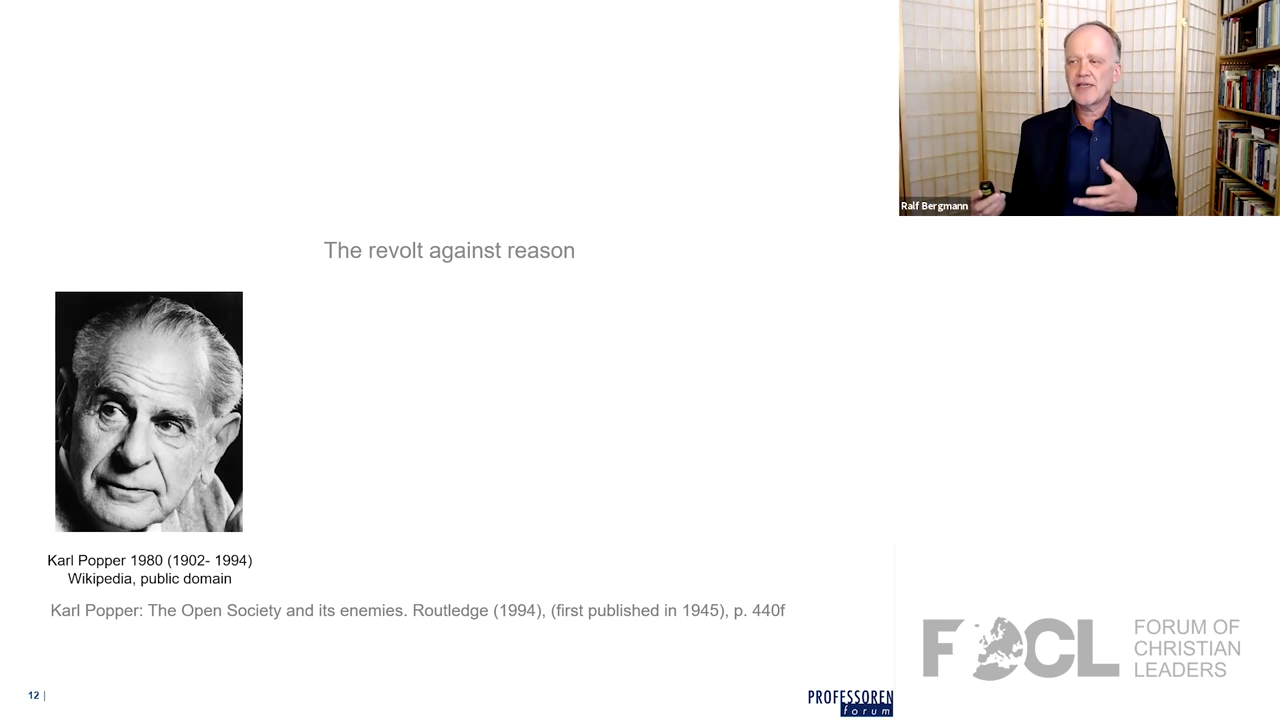 Ralf Bergmann
The revolt against reason
Karl Popper 1980 (1902- 1994)
Wikipedia, public domain
Karl Popper: The Open Society and its enemies. Routledge (1994), (first published in 1945), p. 440f
12 |
PROFESSOREN
forum
FOCL
FORUM OF
CHRISTIAN
LEADERS